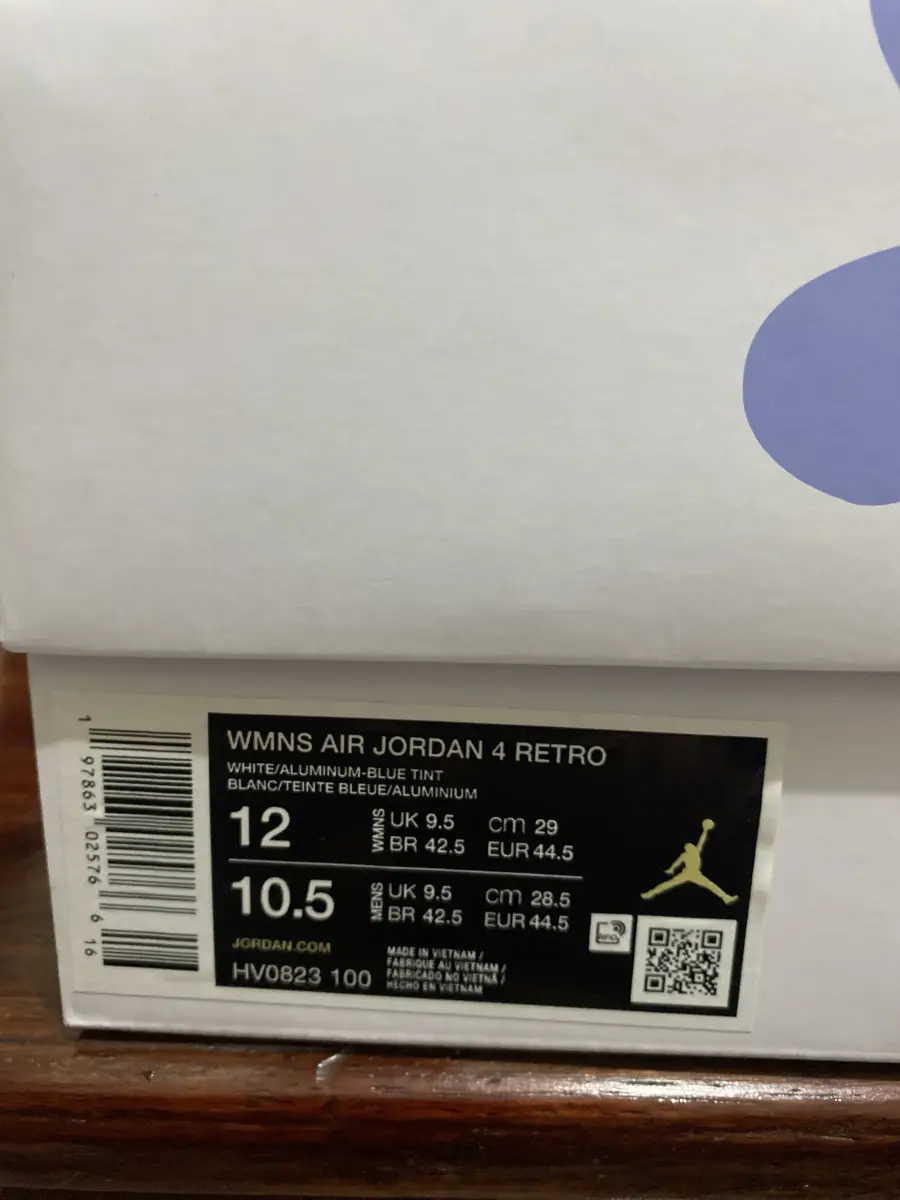 WMNS AIR JORDAN 4 RETRO
WHITE/ALUMINUM-BLUE TINT
BLANC/TEINTE BLEUE/ALUMINIUM
12 WMNS UK 9.5 cm 29
BR 42.5 EUR 44.5
10.5 MENS UK 9.5 cm 28.5
BR 42.5 EUR 44.5
JORDAN.COM
HV0823 100
MADE IN VIETNAM /
FABRIQUE AU VIETNAM /
FABRICADO NO VIETNÃ /
HECHO EN VIETNAM
RFID
1 97863 02576 6 16